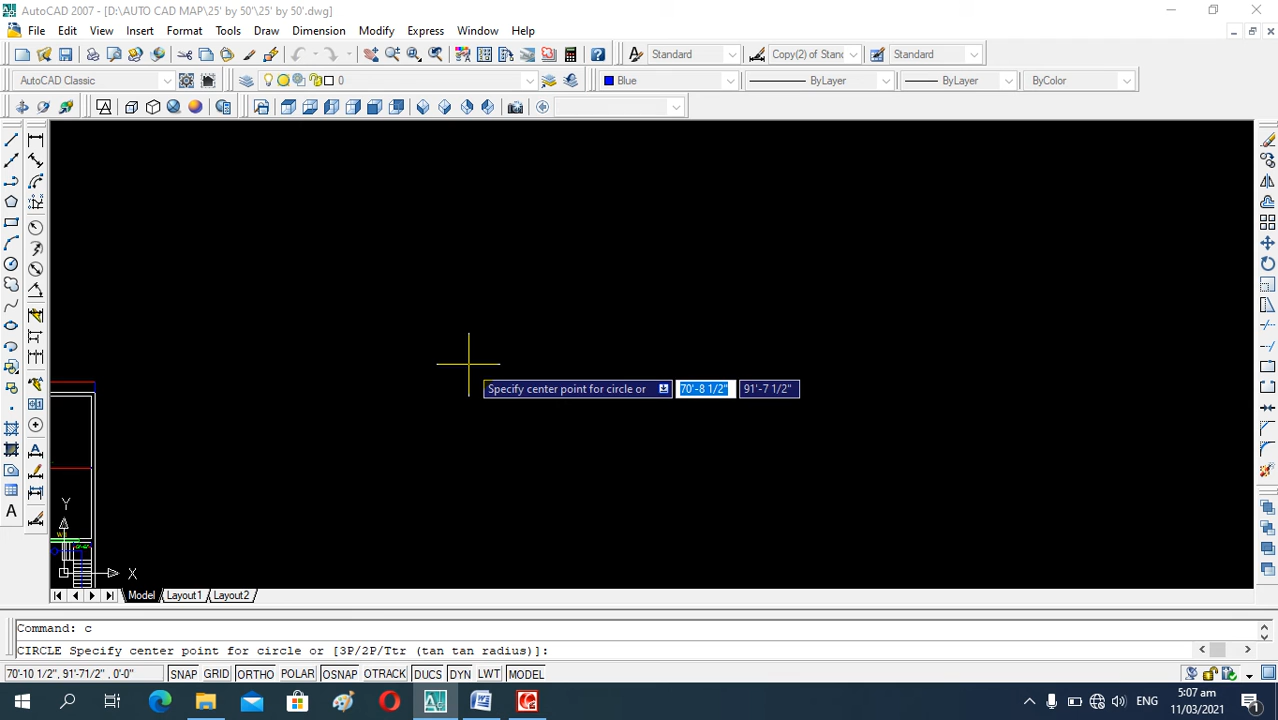 AutoCAD 2007 - [D:\AUTO CAD MAP\25' by 50'\25' by 50'.dwg]
File Edit View Insert Format Tools Draw Dimension Modify Express Window Help
Standard Copy(2) of Stanc Standard
AutoCAD Classic 0 Blue ByLayer ByLayer ByColor
Specify center point for circle or 70'-8 1/2" 91'-7 1/2"
Y
X
Model Layout1 Layout2
Command: c
CIRCLE Specify center point for circle or [3P/2P/Ttr (tan tan radius)]:
70'-10 1/2", 91'-71/2" , 0'-0" SNAP GRID ORTHO POLAR OSNAP OTRACK DUCS DYN LWT MODEL
ENG 5:07 am
11/03/2021